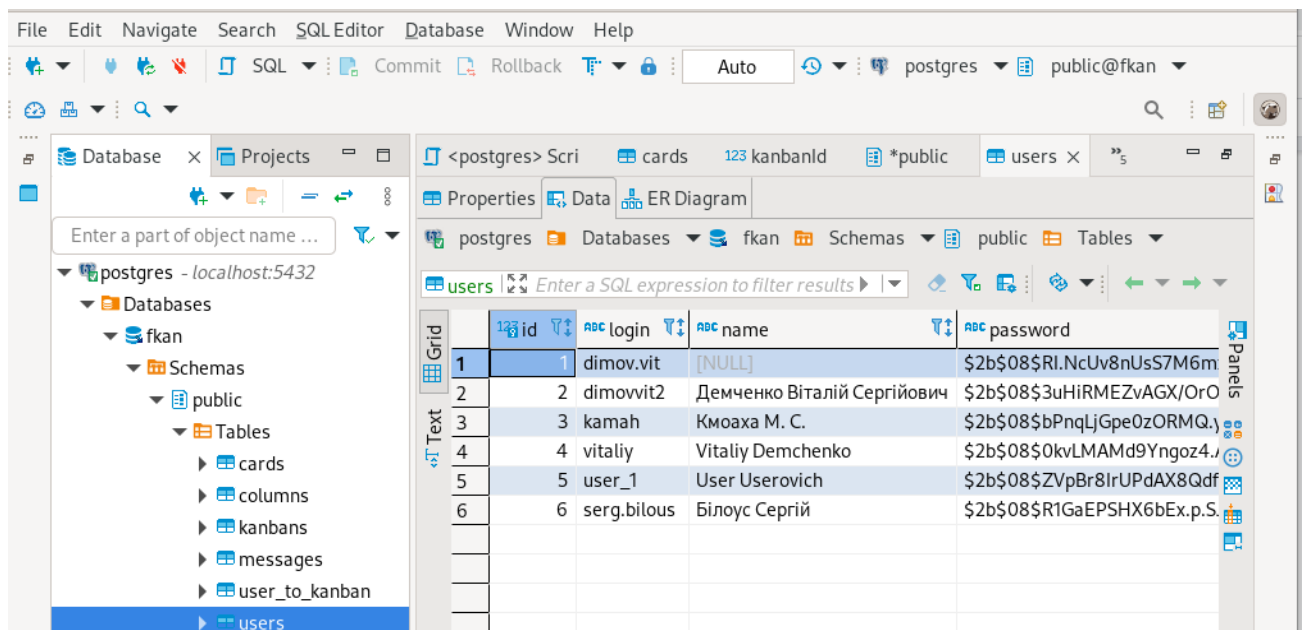 File Edit Navigate Search SQL Editor Database Window Help
SQL Commit Rollback T Auto postgres public@fkan
Database Projects <postgres> Scri cards 123 kanbanId *public users »5
Properties Data ER Diagram
Enter a part of object name ... postgres Databases fkan Schemas public Tables
postgres - localhost:5432
users Enter a SQL expression to filter results
Databases
fkan
Schemas
public
Tables
cards
columns
kanbans
messages
user_to_kanban
users
Grid
Text
Panels
123 id ABC login ABC name ABC password
1 1 dimov.vit [NULL] $2b$08$RI.NcUv8nUsS7M6m
2 2 dimovvit2 Демченко Віталій Сергійович $2b$08$3uHiRMEZvAGX/OrO
3 3 kamah Кмоаха М. С. $2b$08$bPnqLjGpe0zORMQ.
4 4 vitaliy Vitaliy Demchenko $2b$08$0kvLMAMd9Yngoz4.
5 5 user_1 User Userovich $2b$08$ZVpBr8IrUPdAX8Qdf
6 6 serg.bilous Білоус Сергій $2b$08$R1GaEPSHX6bEx.p.S.